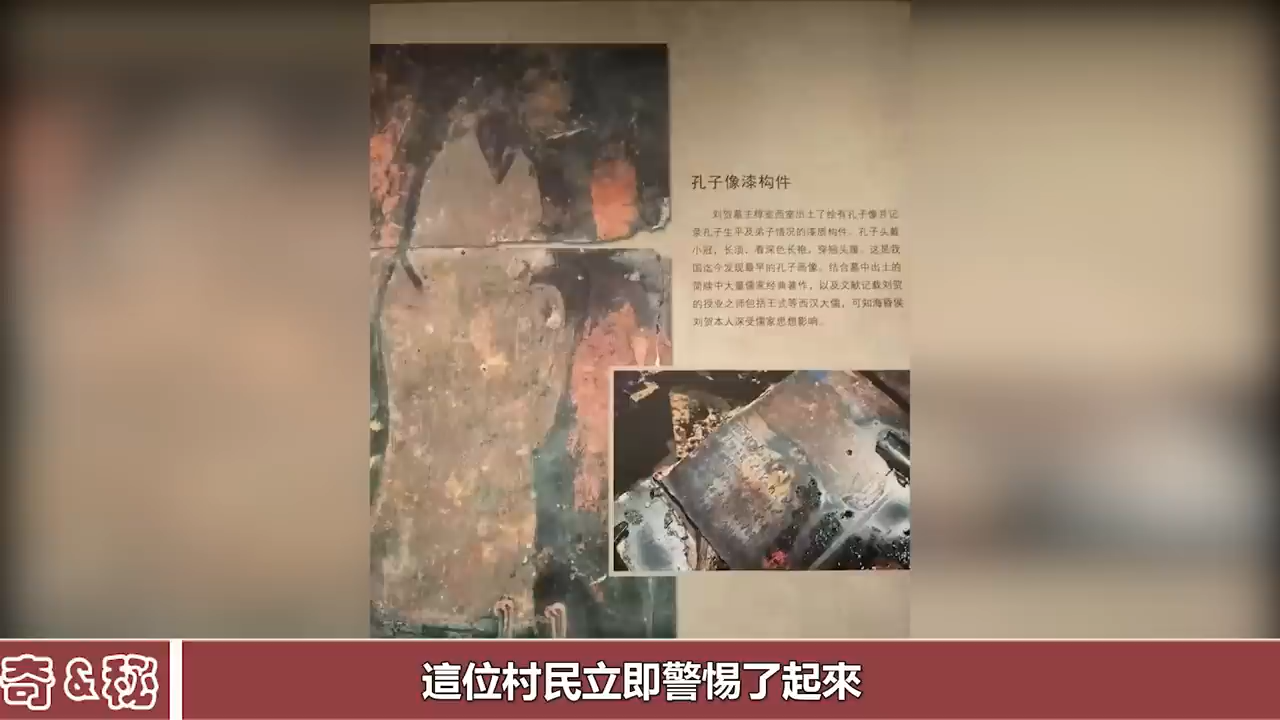 孔子像漆构件
刘贺墓主椁室西室出土了绘有孔子像并记
录孔子生平及弟子情况的漆质构件。孔子头戴
小冠，长须，着深色长袍，穿翘头履。这是我
国迄今发现最早的孔子画像。结合墓中出土的
简牍中大量儒家经典著作，以及文献记载刘贺
的授业之师包括王式等西汉大儒，可知海昏侯
刘贺本人深受儒家思想影响。
奇&秘
這位村民立即警惕了起來